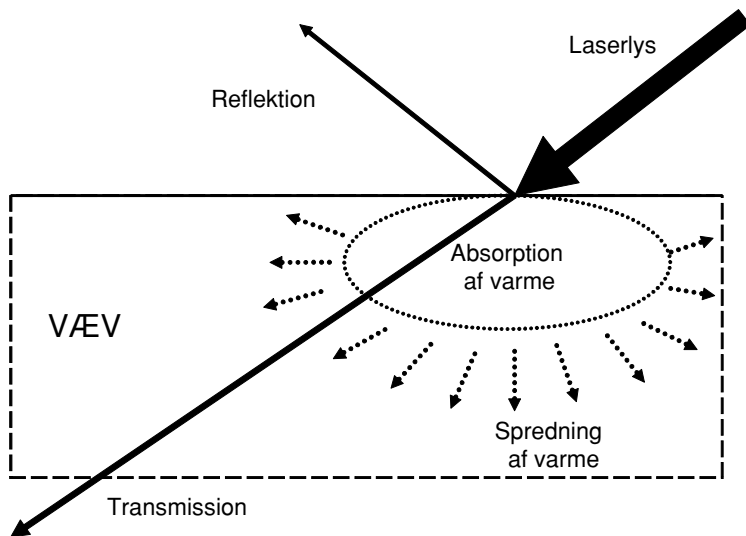 Laserlys
Reflektion
Absorption
af varme
VÆV
Spredning
af varme
Transmission